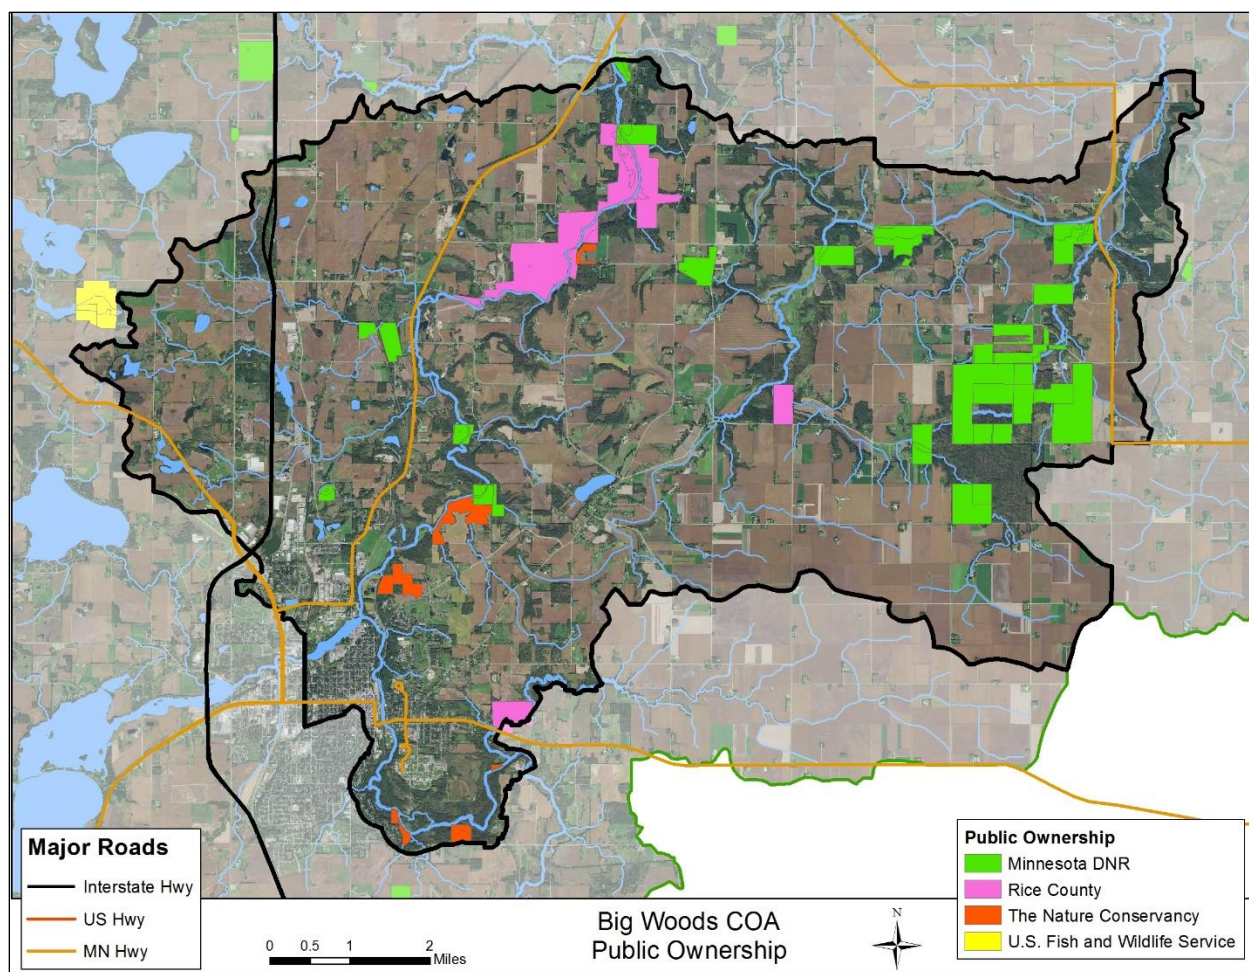 Major Roads
Interstate Hwy
US Hwy
MN Hwy
0 0.5 1 2
Miles
Big Woods COA
Public Ownership
N
Public Ownership
Minnesota DNR
Rice County
The Nature Conservancy
U.S. Fish and Wildlife Service